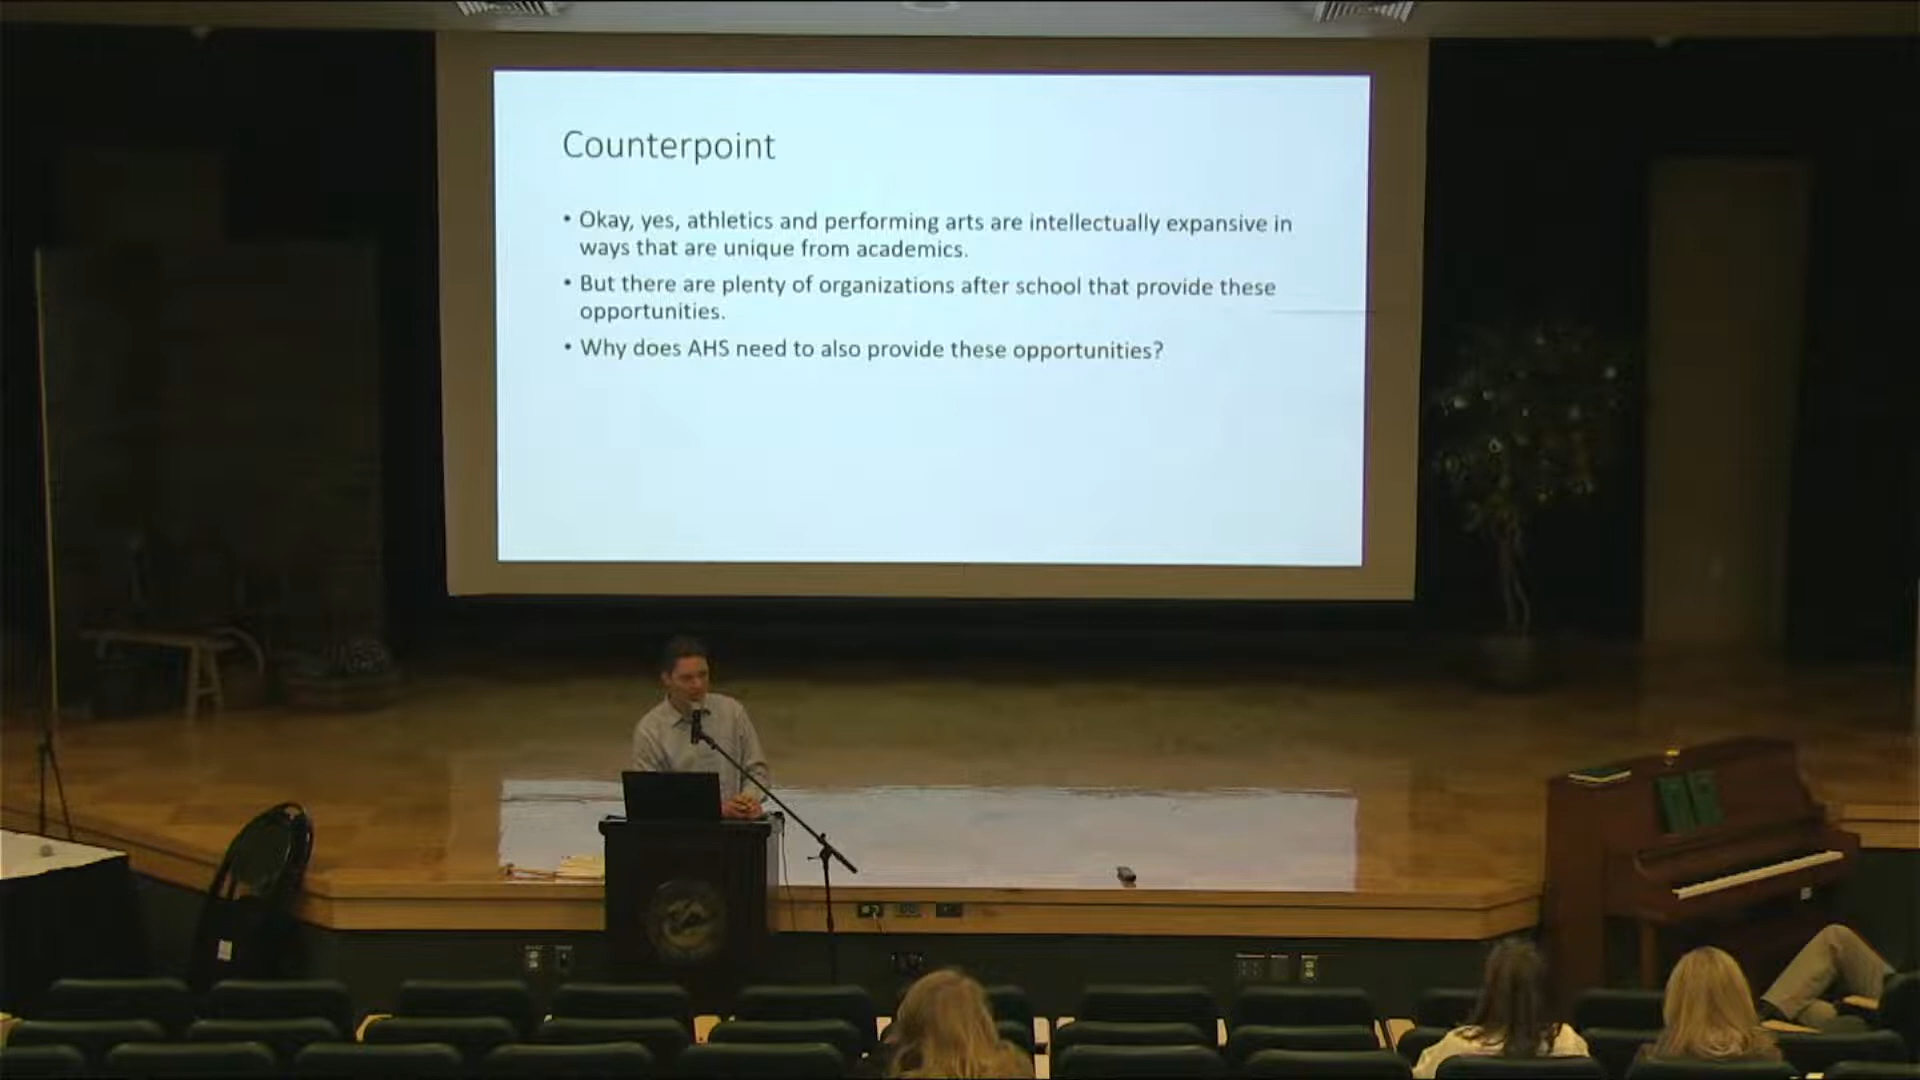 Counterpoint
• Okay, yes, athletics and performing arts are intellectually expansive in
ways that are unique from academics.
• But there are plenty of organizations after school that provide these
opportunities.
• Why does AHS need to also provide these opportunities?